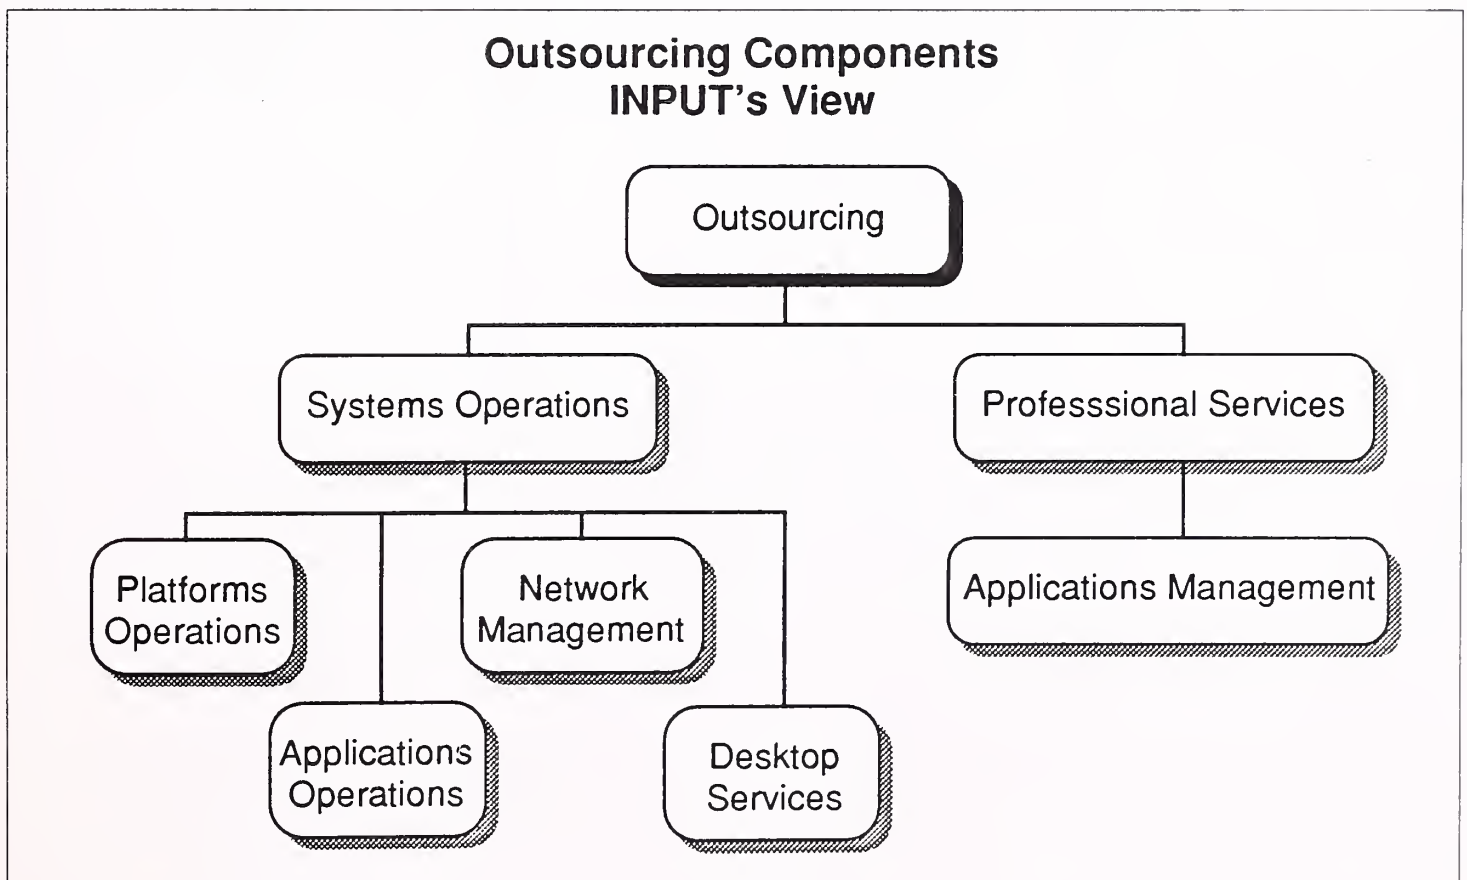 Outsourcing Components
INPUT's View
Outsourcing
Systems Operations
Professsional Services
Platforms
Operations
Network
Management
Applications Management
Applications
Operations
Desktop
Services